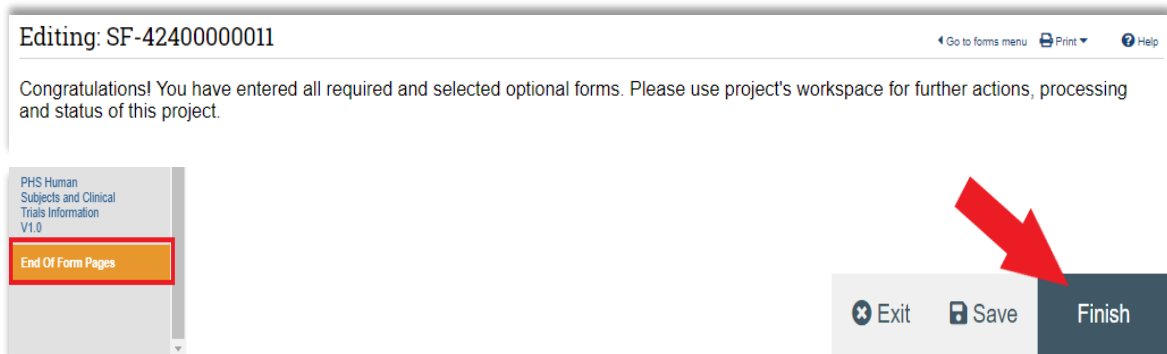 Editing: SF-42400000011
Go to forms menu Print Help
Congratulations! You have entered all required and selected optional forms. Please use project's workspace for further actions, processing
and status of this project.
PHS Human
Subjects and Clinical
Trials Information
V1.0
End Of Form Pages
Exit Save Finish